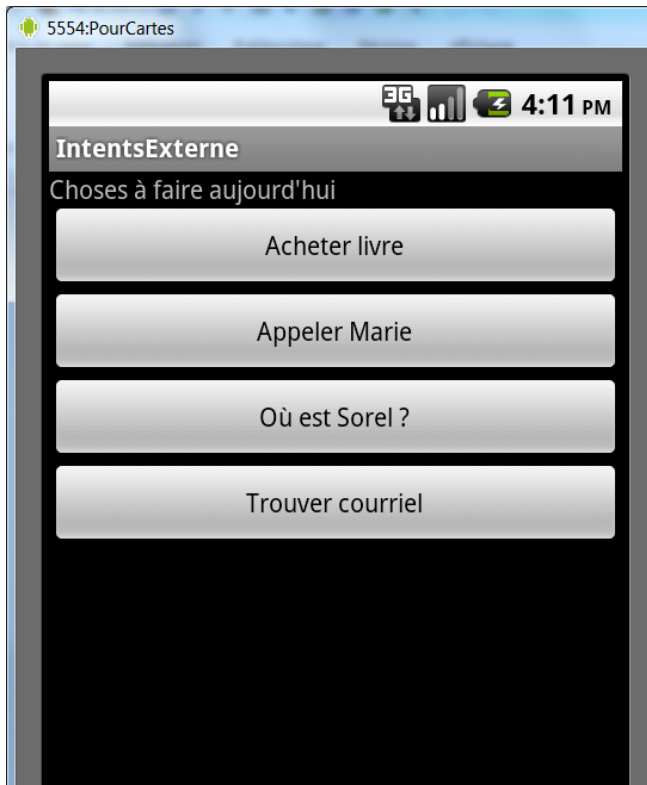 5554:PourCartes
3G 4:11 PM
IntentsExterne
Choses à faire aujourd'hui
Acheter livre
Appeler Marie
Où est Sorel ?
Trouver courriel